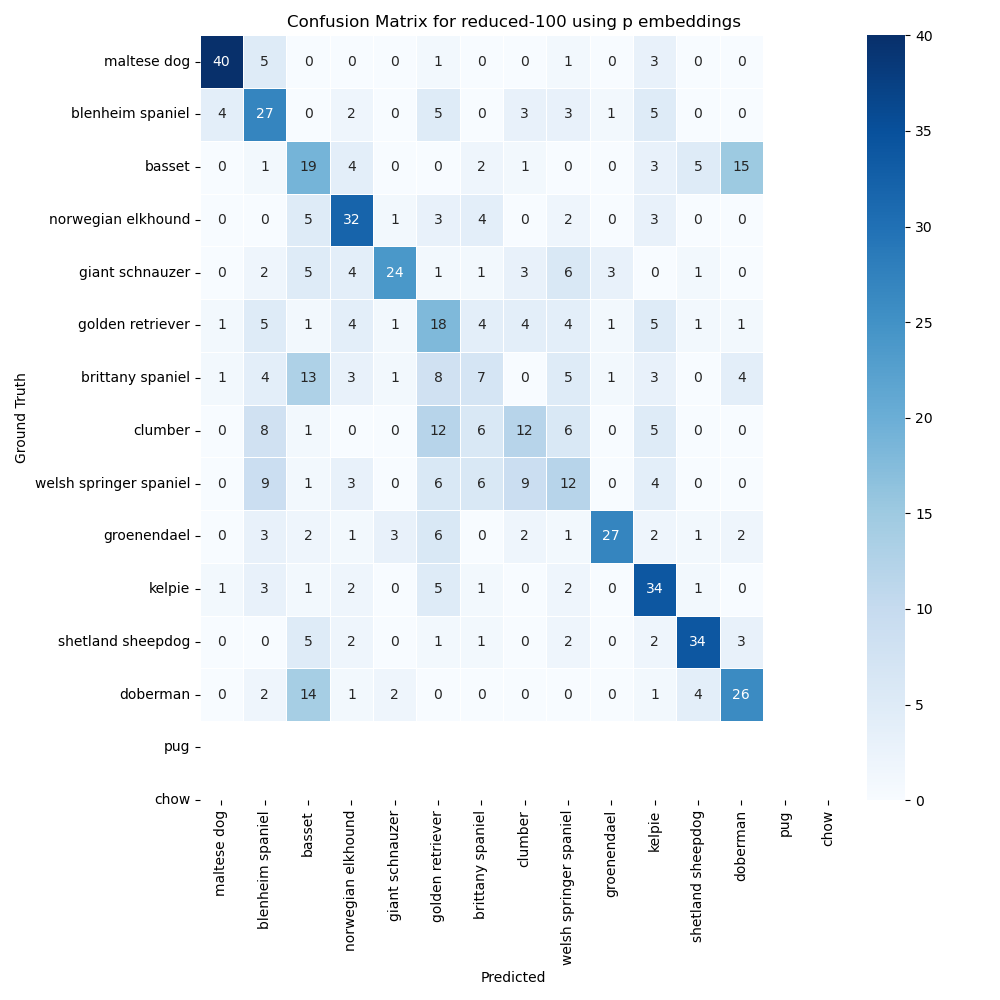 Confusion Matrix for reduced-100 using p embeddings
maltese dog 40 5 0 0 0 1 0 0 1 0 3 0 0
blenheim spaniel 4 27 0 2 0 5 0 3 3 1 5 0 0
basset 0 1 19 4 0 0 2 1 0 0 3 5 15
norwegian elkhound 0 0 5 32 1 3 4 0 2 0 3 0 0
giant schnauzer 0 2 5 4 24 1 1 3 6 3 0 1 0
golden retriever 1 5 1 4 1 18 4 4 4 1 5 1 1
brittany spaniel 1 4 13 3 1 8 7 0 5 1 3 0 4
clumber 0 8 1 0 0 12 6 12 6 0 5 0 0
welsh springer spaniel 0 9 1 3 0 6 6 9 12 0 4 0 0
groenendael 0 3 2 1 3 6 0 2 1 27 2 1 2
kelpie 1 3 1 2 0 5 1 0 2 0 34 1 0
shetland sheepdog 0 0 5 2 0 1 1 0 2 0 2 34 3
doberman 0 2 14 1 2 0 0 0 0 0 1 4 26
pug
chow
Ground Truth
maltese dog
blenheim spaniel
basset
norwegian elkhound
giant schnauzer
golden retriever
brittany spaniel
clumber
welsh springer spaniel
groenendael
kelpie
shetland sheepdog
doberman
pug
chow
Predicted
40
35
30
25
20
15
10
5
0